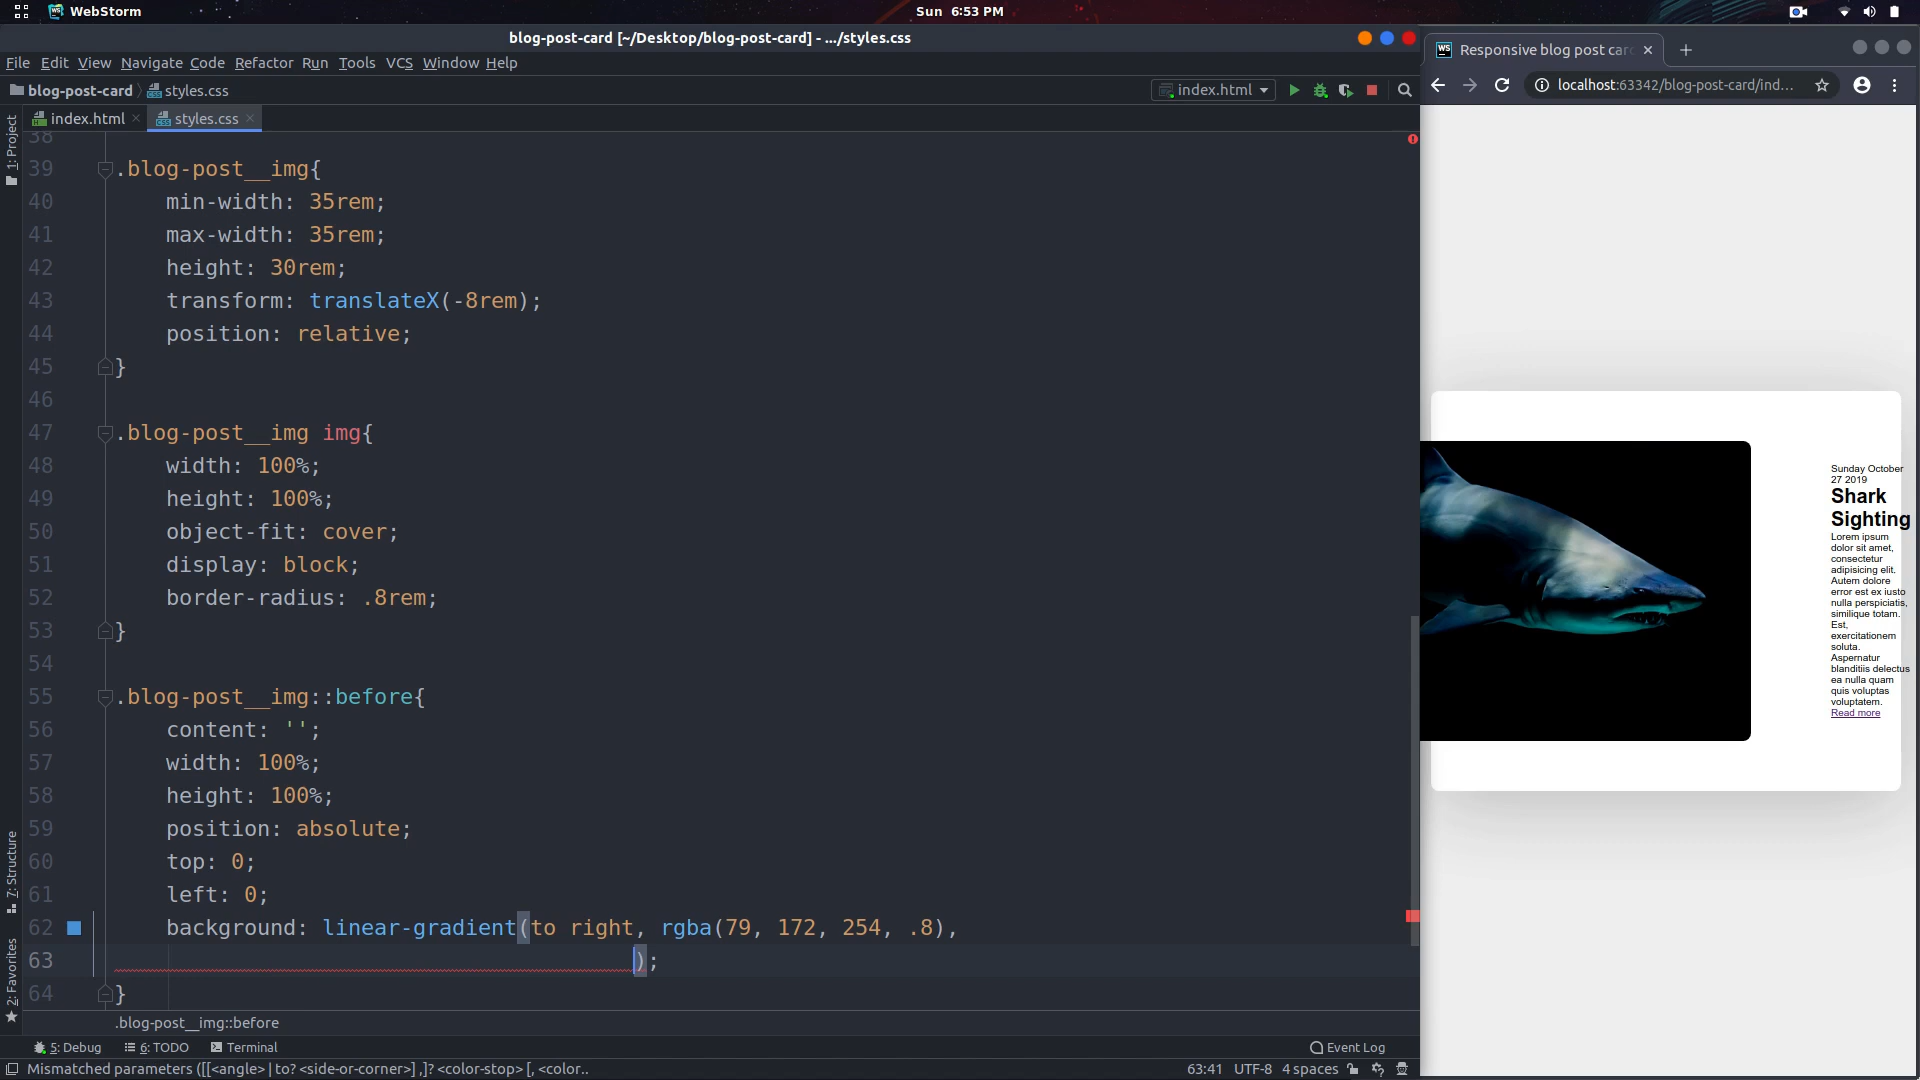 WebStorm
Sun 6:53 PM
blog-post-card [~/Desktop/blog-post-card] - .../styles.css
File Edit View Navigate Code Refactor Run Tools VCS Window Help
blog-post-card styles.css
index.html
index.html styles.css
1: Project
7: Structure
2: Favorites
38
39 .blog-post__img{
40 min-width: 35rem;
41 max-width: 35rem;
42 height: 30rem;
43 transform: translateX(-8rem);
44 position: relative;
45 }
46
47 .blog-post__img img{
48 width: 100%;
49 height: 100%;
50 object-fit: cover;
51 display: block;
52 border-radius: .8rem;
53 }
54
55 .blog-post__img::before{
56 content: '';
57 width: 100%;
58 height: 100%;
59 position: absolute;
60 top: 0;
61 left: 0;
62 background: linear-gradient(to right, rgba(79, 172, 254, .8),
63 );
64 }
.blog-post__img::before
5: Debug 6: TODO Terminal
Event Log
Mismatched parameters ([[<angle> | to? <side-or-corner>] ,]? <color-stop> [, <color..
63:41 UTF-8 4 spaces
WS Responsive blog post card
localhost:63342/blog-post-card/ind...
Sunday October
27 2019
Shark
Sighting
Lorem ipsum
dolor sit amet,
consectetur
adipisicing elit.
Autem dolore
error est ex iusto
nulla perspiciatis,
similique totam.
Est,
exercitationem
soluta.
Aspernatur
blanditiis delectus
ea nulla quam
quis voluptas
voluptatem.
Read more